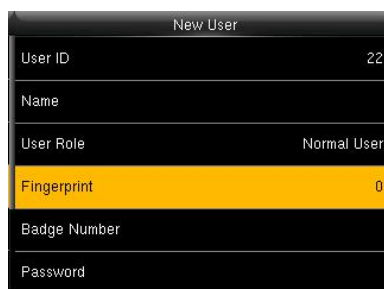 New User
User ID 22
Name
User Role Normal User
Fingerprint 0
Badge Number
Password